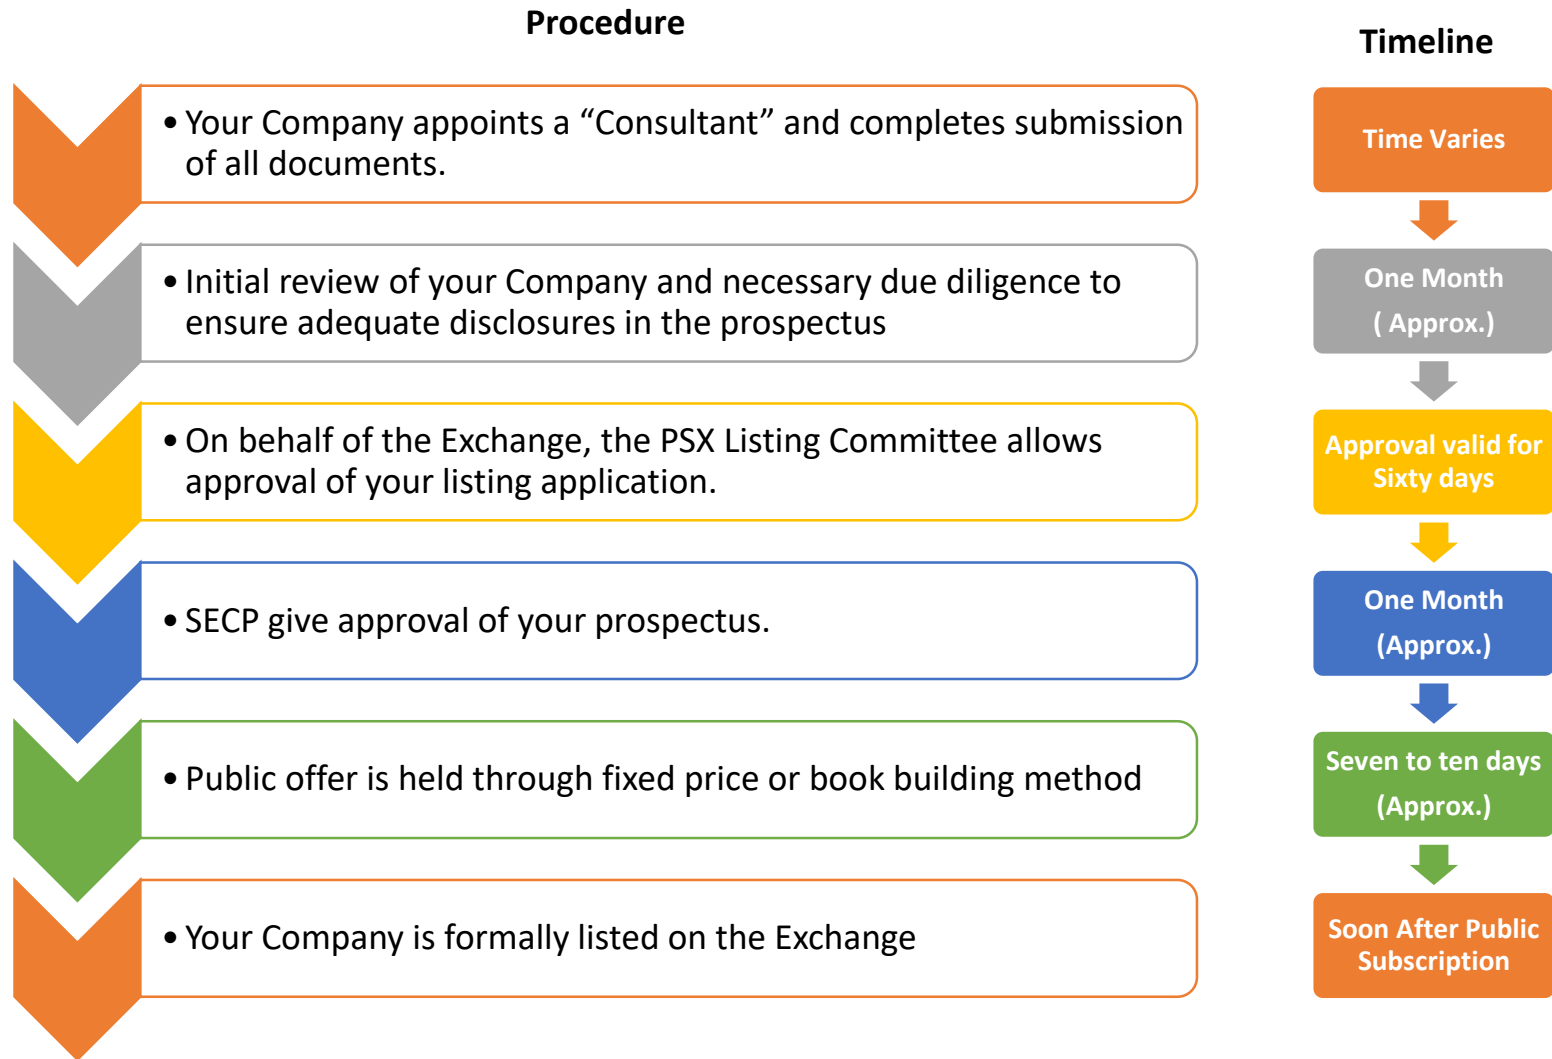 Procedure
Timeline
• Your Company appoints a “Consultant” and completes submission
of all documents.
Time Varies
• Initial review of your Company and necessary due diligence to
ensure adequate disclosures in the prospectus
One Month
( Approx.)
• On behalf of the Exchange, the PSX Listing Committee allows
approval of your listing application.
Approval valid for
Sixty days
• SECP give approval of your prospectus.
One Month
(Approx.)
• Public offer is held through fixed price or book building method
Seven to ten days
(Approx.)
• Your Company is formally listed on the Exchange
Soon After Public
Subscription